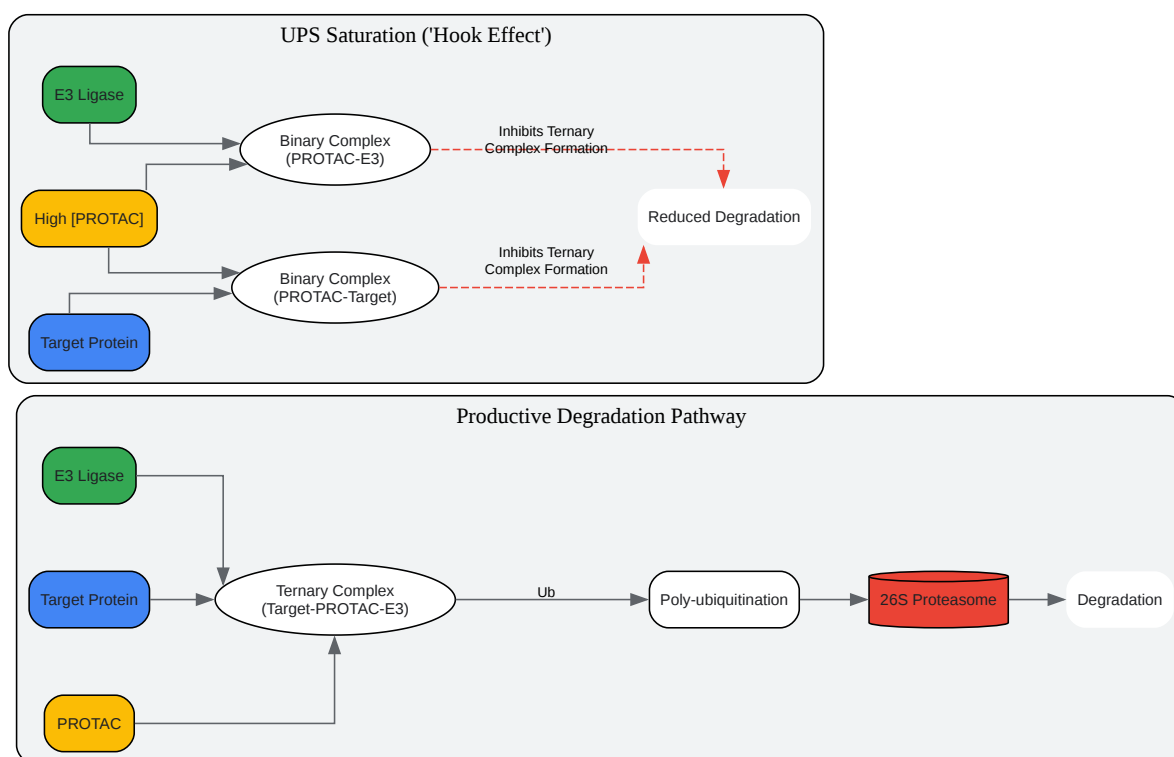 UPS Saturation ('Hook Effect')
E3 Ligase
Binary Complex
(PROTAC-E3)
Inhibits Ternary
Complex Formation
High [PROTAC]
Reduced Degradation
Binary Complex
(PROTAC-Target)
Inhibits Ternary
Complex Formation
Target Protein
Productive Degradation Pathway
E3 Ligase
Target Protein
Ternary Complex
(Target-PROTAC-E3)
Ub
Poly-ubiquitination
26S Proteasome
Degradation
PROTAC